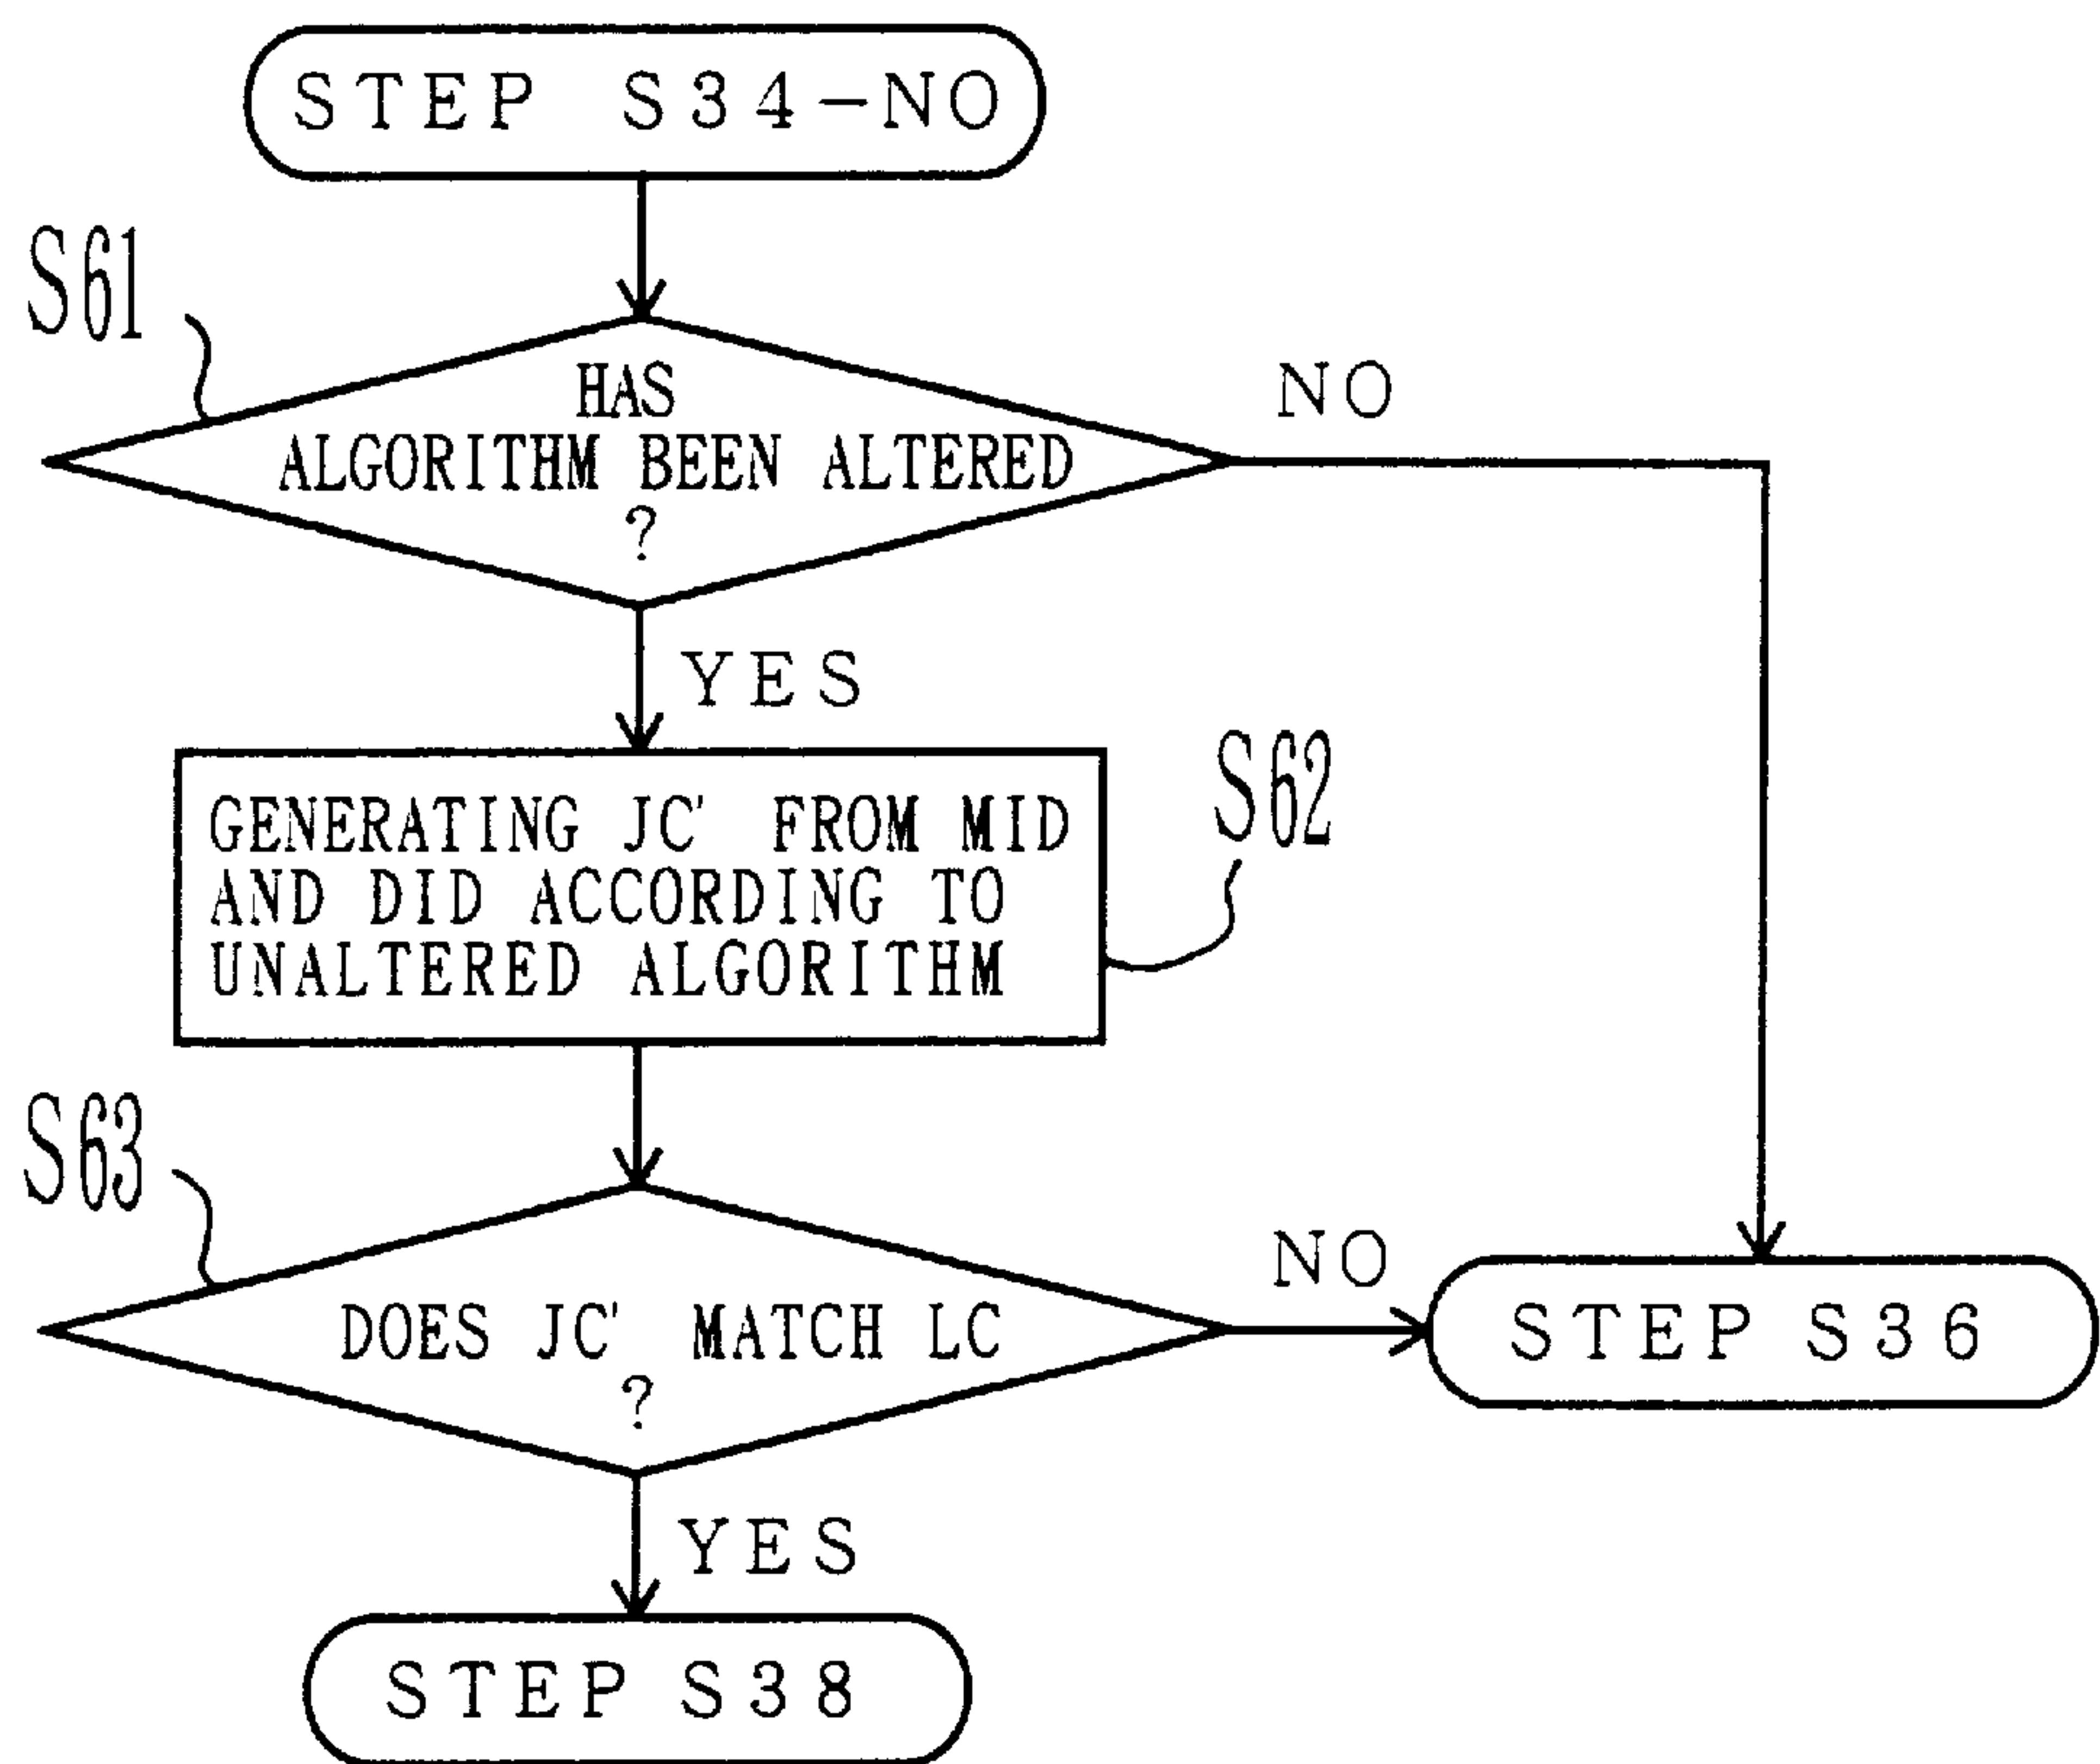 STEP S34-NO
S61
HAS
ALGORITHM BEEN ALTERED
?
NO
YES
S62
GENERATING JC' FROM MID
AND DID ACCORDING TO
UNALTERED ALGORITHM
S63
DOES JC' MATCH LC
?
NO
STEP S36
YES
STEP S38